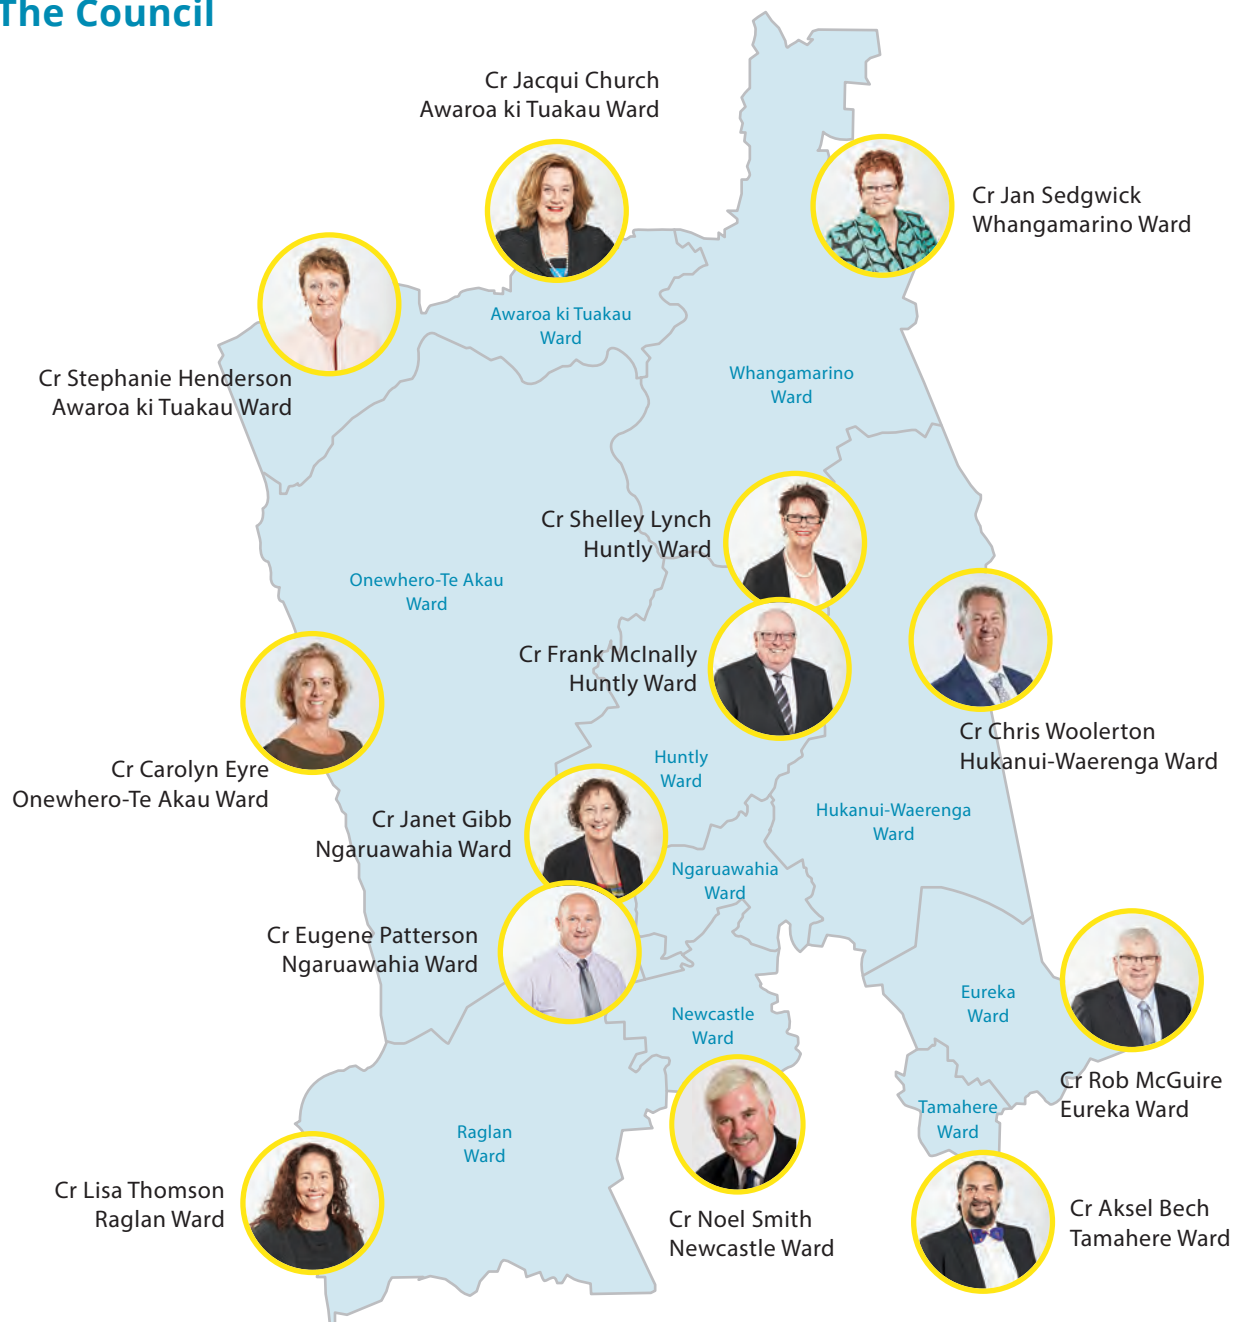 The Council
Cr Jacqui Church
Awaroa ki Tuakau Ward
Cr Jan Sedgwick
Whangamarino Ward
Awaroa ki Tuakau
Ward
Cr Stephanie Henderson
Awaroa ki Tuakau Ward
Whangamarino
Ward
Cr Shelley Lynch
Huntly Ward
Onewhero-Te Akau
Ward
Cr Frank McInally
Huntly Ward
Cr Chris Woolerton
Hukanui-Waerenga Ward
Huntly
Ward
Cr Carolyn Eyre
Onewhero-Te Akau Ward
Hukanui-Waerenga
Ward
Cr Janet Gibb
Ngaruawahia Ward
Ngaruawahia
Ward
Cr Eugene Patterson
Ngaruawahia Ward
Eureka
Ward
Newcastle
Ward
Cr Rob McGuire
Eureka Ward
Tamahere
Ward
Raglan
Ward
Cr Lisa Thomson
Raglan Ward
Cr Noel Smith
Newcastle Ward
Cr Aksel Bech
Tamahere Ward